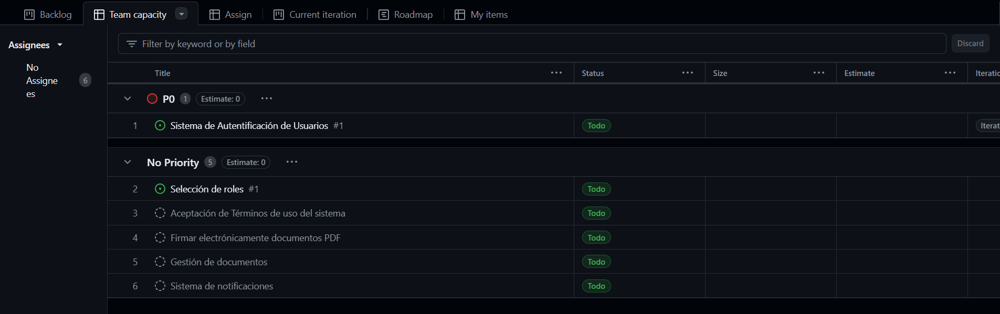 Backlog
Team capacity
Assign
Current iteration
Roadmap
My items
Assignees
No
Assigne
es
6
Filter by keyword or by field
Discard
Title
Status
Size
Estimate
Iteratic
P0 1 Estimate: 0
1 Sistema de Autentificación de Usuarios #1 Todo Iterat
No Priority 5 Estimate: 0
2 Selección de roles #1 Todo
3 Aceptación de Términos de uso del sistema Todo
4 Firmar electrónicamente documentos PDF Todo
5 Gestión de documentos Todo
6 Sistema de notificaciones Todo